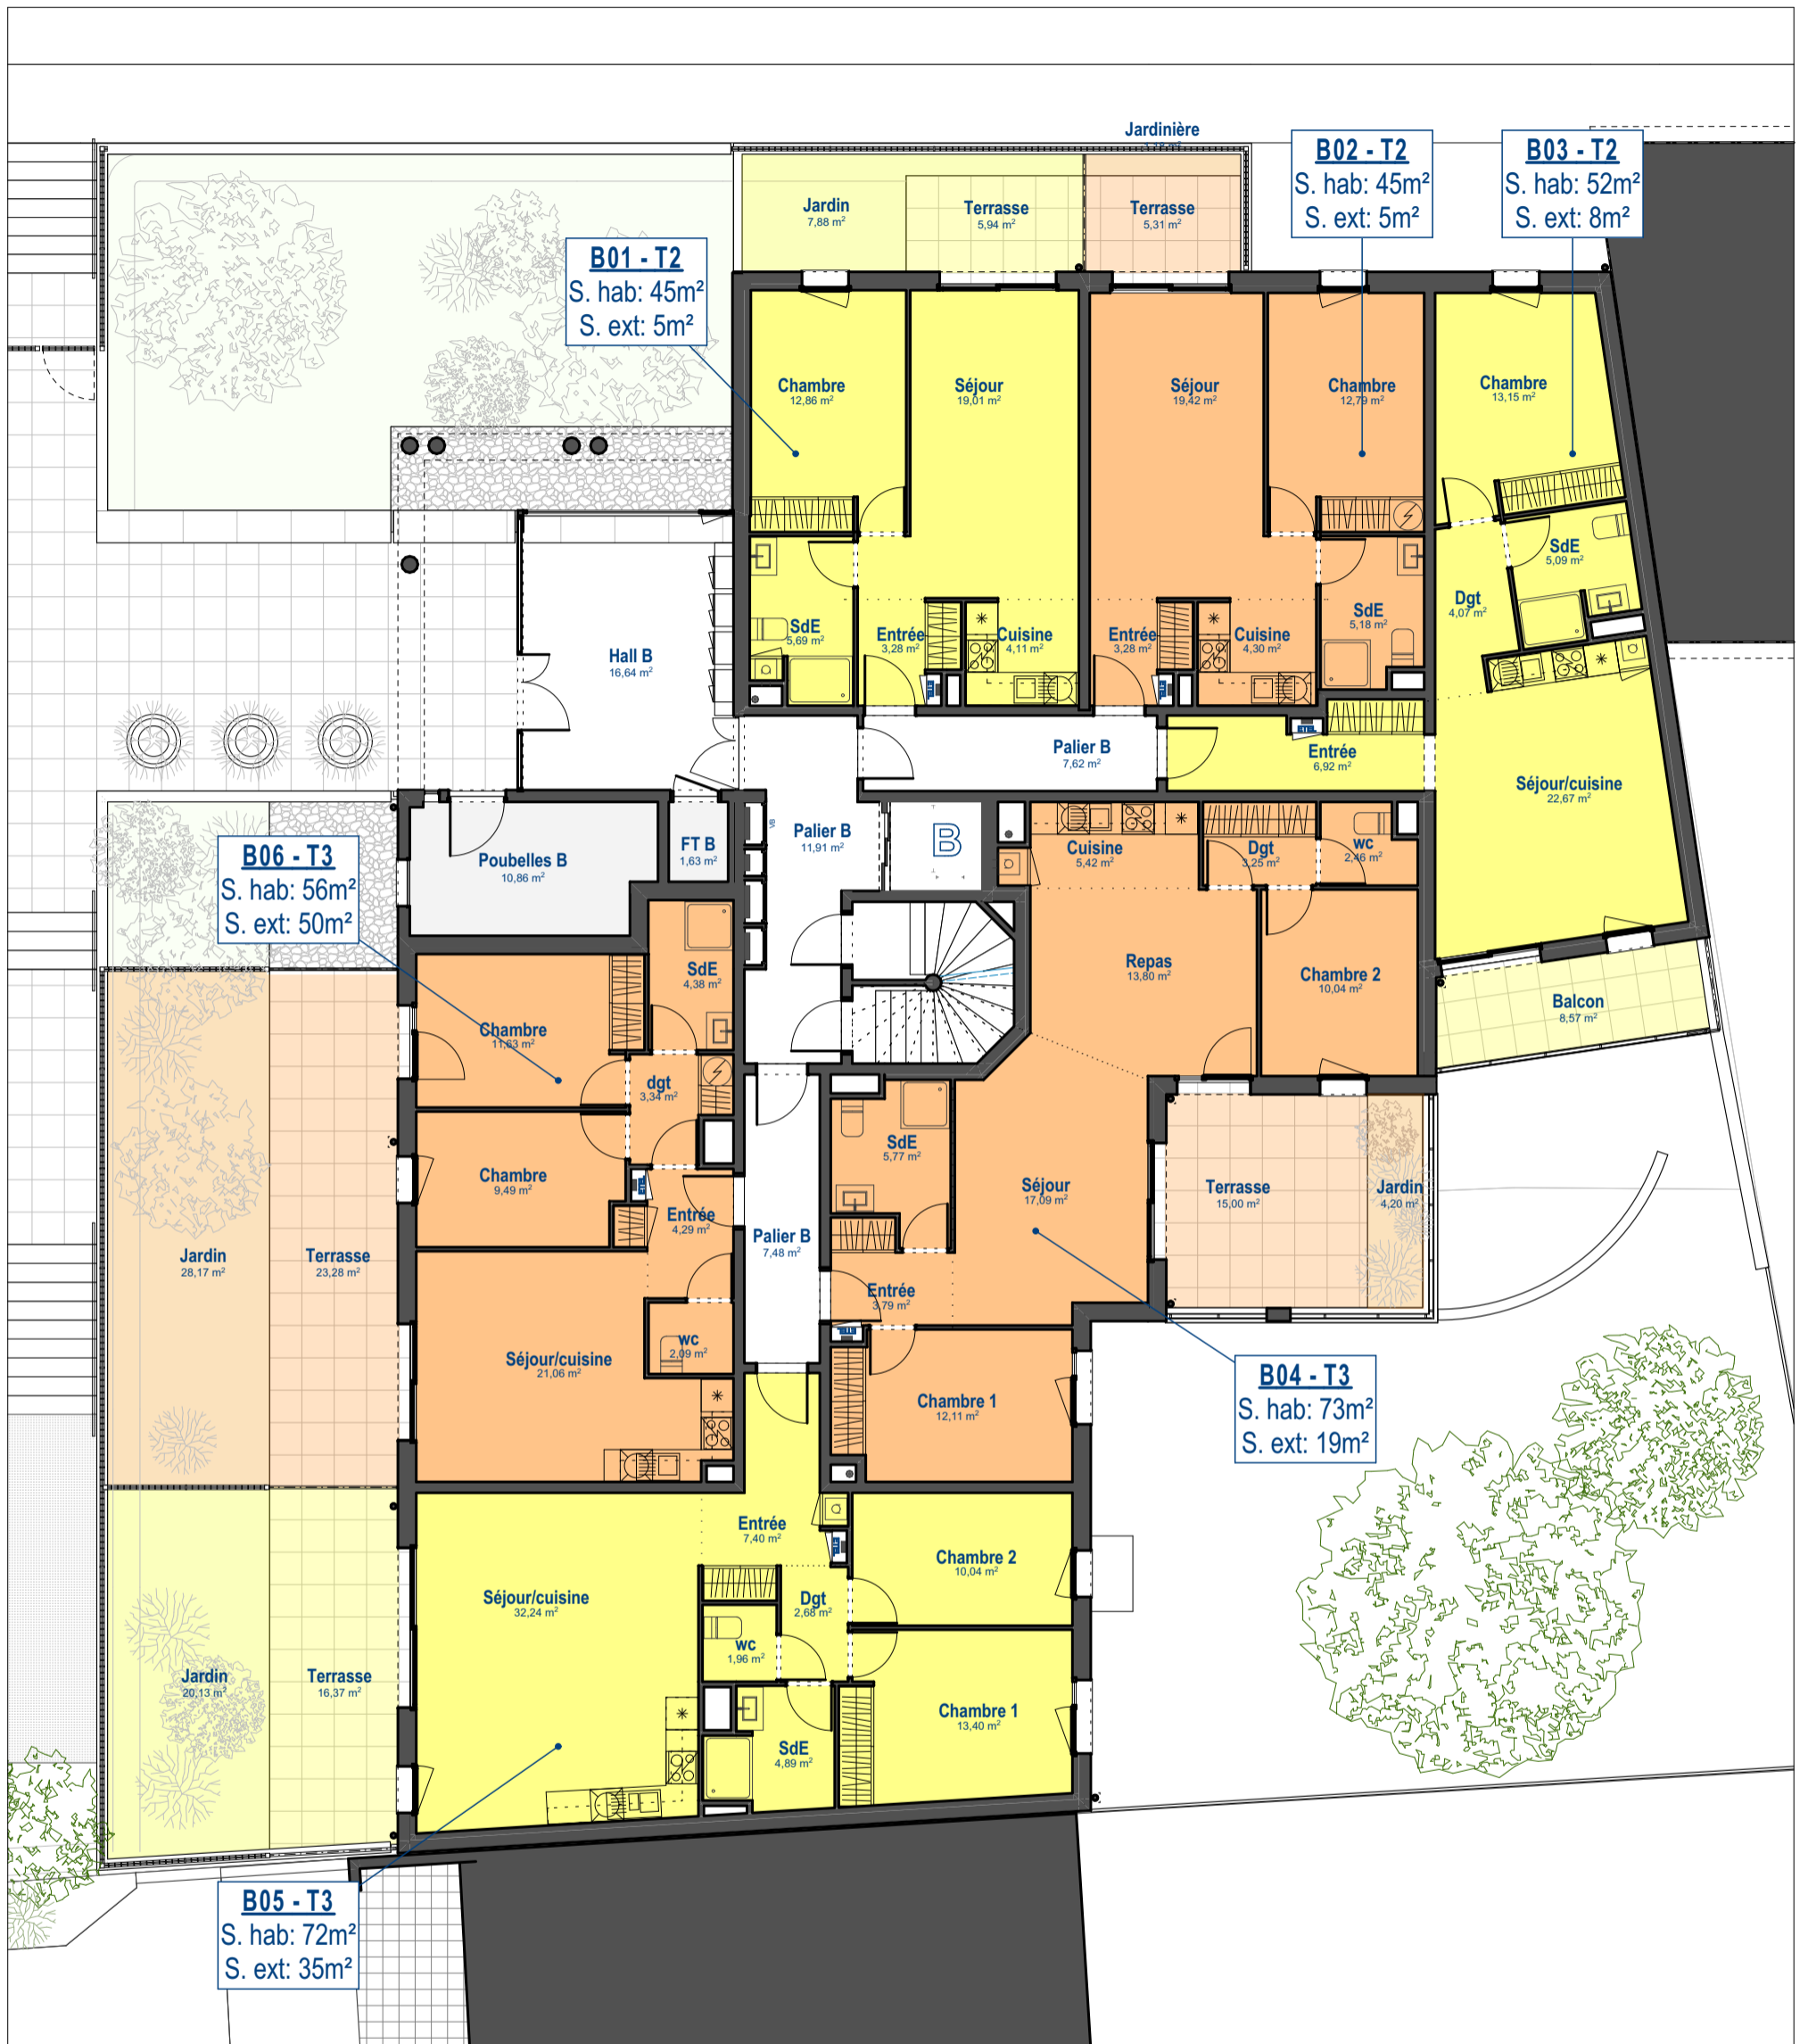 Jardinière
B02 - T2
S. hab: 45m²
S. ext: 5m²
B03 - T2
S. hab: 52m²
S. ext: 8m²
Jardin
7,88 m²
Terrasse
5,94 m²
Terrasse
5,31 m²
B01 - T2
S. hab: 45m²
S. ext: 5m²
Chambre
12,86 m²
Séjour
19,01 m²
Séjour
19,42 m²
Chambre
12,79 m²
Chambre
13,15 m²
SdE
5,09 m²
Dgt
4,07 m²
SdE
5,69 m²
Entrée
3,28 m²
Cuisine
4,11 m²
Entrée
3,28 m²
Cuisine
4,30 m²
SdE
5,18 m²
Hall B
16,64 m²
ETEL
ETEL
ETEL
Palier B
7,62 m²
Entrée
6,92 m²
Séjour/cuisine
22,67 m²
B06 - T3
S. hab: 56m²
S. ext: 50m²
Poubelles B
10,86 m²
FT B
1,63 m²
VB
Palier B
11,91 m²
B
Cuisine
5,42 m²
Dgt
3,25 m²
wc
2,46 m²
SdE
4,38 m²
Repas
13,80 m²
Chambre 2
10,04 m²
Balcon
8,57 m²
Chambre
11,63 m²
dgt
3,34 m²
Chambre
9,49 m²
SdE
5,77 m²
ETEL
Entrée
4,29 m²
Séjour
17,09 m²
Terrasse
15,00 m²
Jardin
4,20 m²
Jardin
28,17 m²
Terrasse
23,28 m²
Palier B
7,48 m²
Entrée
3,79 m²
ETEL
wc
2,09 m²
Séjour/cuisine
21,06 m²
Chambre 1
12,11 m²
B04 - T3
S. hab: 73m²
S. ext: 19m²
Entrée
7,40 m²
ETEL
Chambre 2
10,04 m²
Séjour/cuisine
32,24 m²
Dgt
2,68 m²
wc
1,96 m²
Jardin
20,13 m²
Terrasse
16,37 m²
Chambre 1
13,40 m²
SdE
4,89 m²
B05 - T3
S. hab: 72m²
S. ext: 35m²